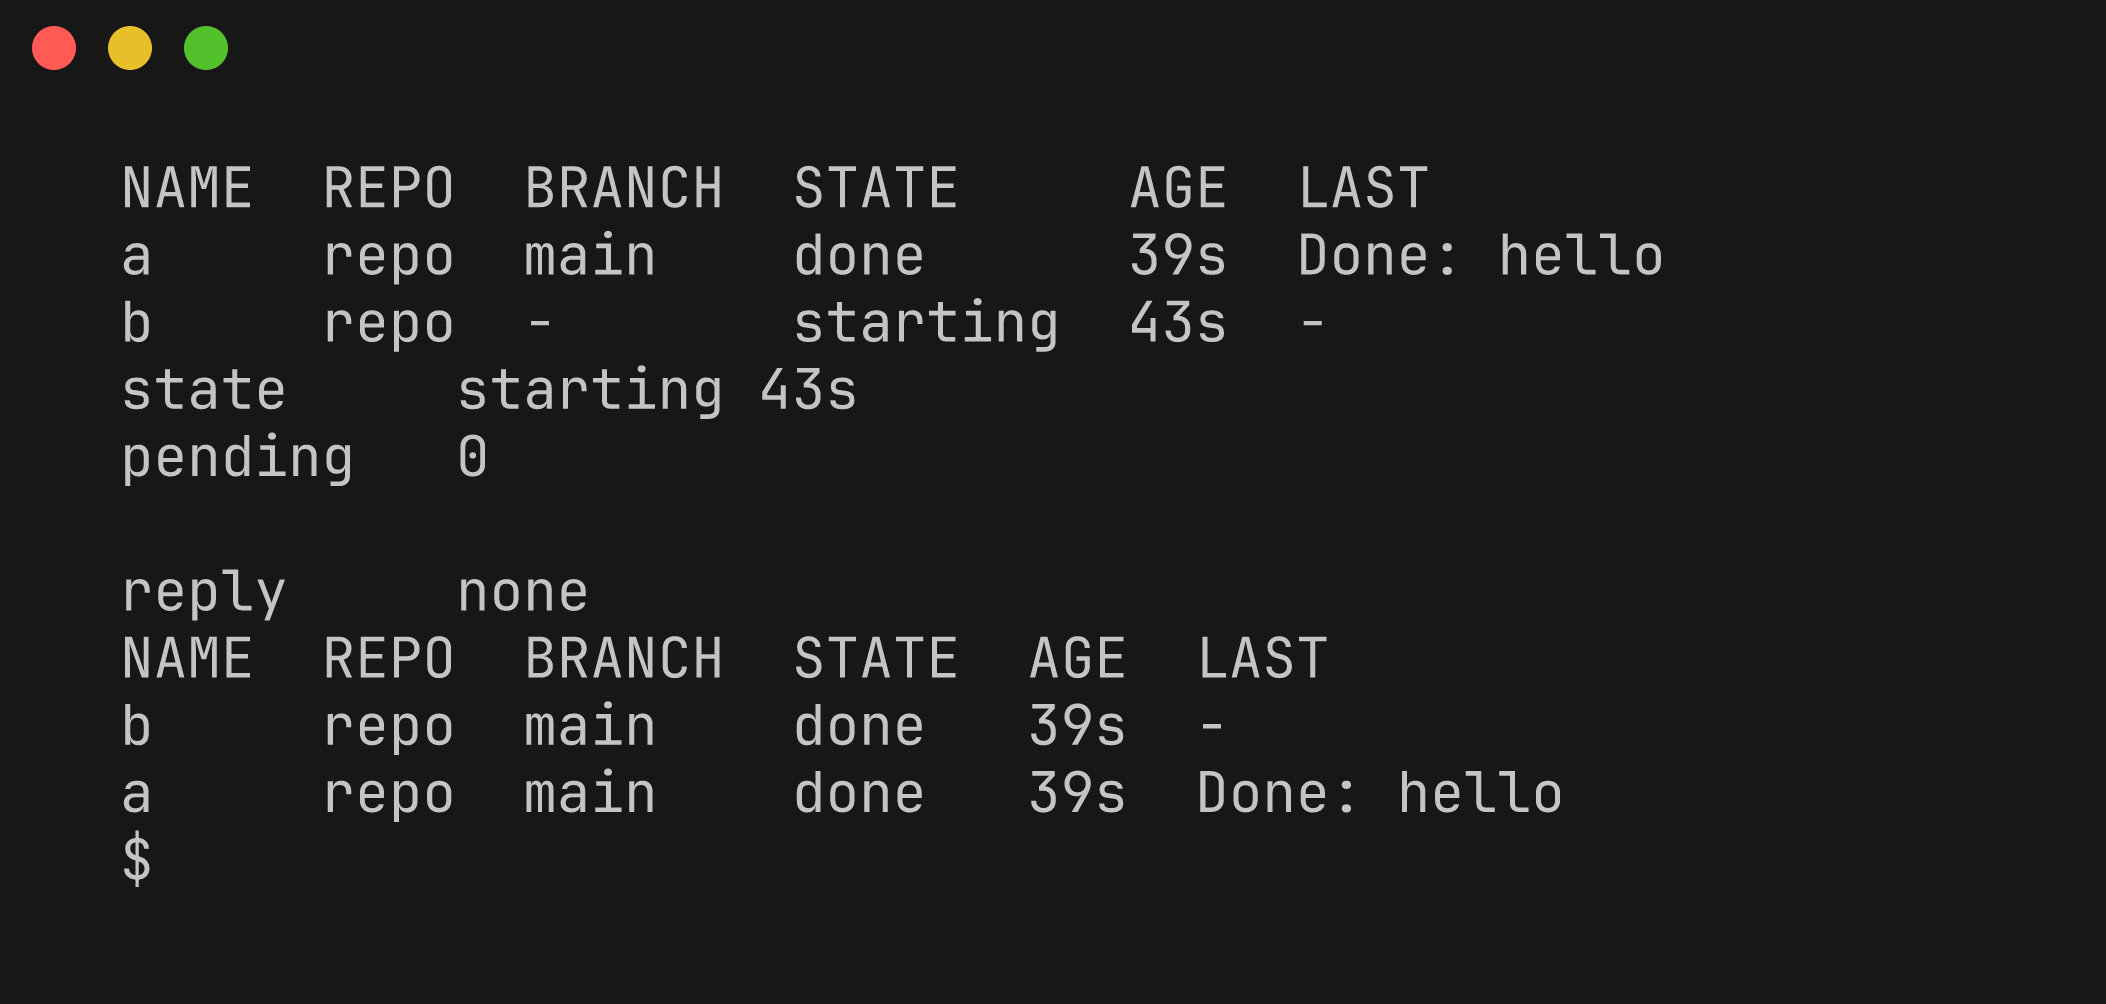 NAME  REPO  BRANCH  STATE     AGE  LAST
a     repo  main    done      39s  Done: hello
b     repo  -       starting  43s  -
state     starting 43s
pending   0

reply     none
NAME  REPO  BRANCH  STATE  AGE  LAST
b     repo  main    done   39s  -
a     repo  main    done   39s  Done: hello
$